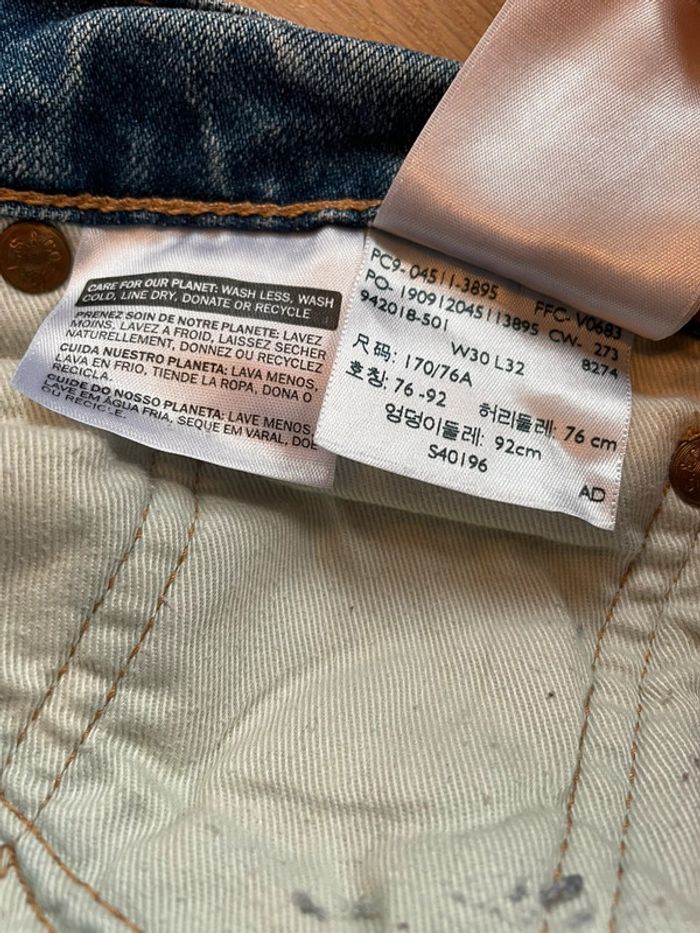 CARE FOR OUR PLANET: WASH LESS, WASH
COLD, LINE DRY, DONATE OR RECYCLE
PRENEZ SOIN DE NOTRE PLANETE: LAVEZ
MOINS, LAVEZ A FROID, LAISSEZ SECHER
NATURELLEMENT, DONNEZ OU RECYCLEZ
CUIDA NUESTRO PLANETA: LAVA MENOS,
LAVA EN FRIO, TIENDE LA ROPA, DONA O
RECICLA.
CUIDE DO NOSSO PLANETA: LAVE MENOS,
LAVE EM ÁGUA FRIA, SEQUE EM VARAL, DOE
OU RECICLE.
PC9- 04511-3895 FFC- V0683
PO- 190912045113895 CW- 273
942018-501 8274
W30 L32
尺码: 170/76A
호칭: 76 -92 허리둘레: 76 cm
엉덩이둘레: 92cm
S40196
AD